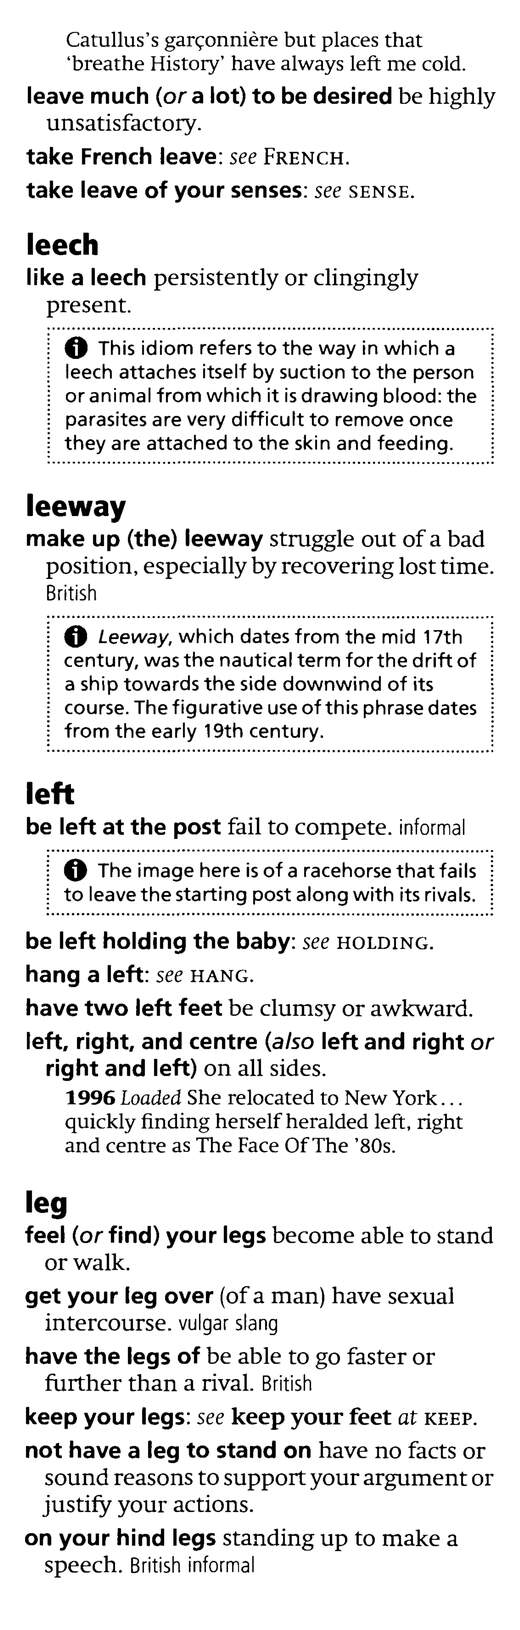 Catullus's garçonnière but places that
‘breathe History’ have always left me cold.
leave much (or a lot) to be desired be highly
unsatisfactory.
take French leave: see FRENCH.
take leave of your senses: see SENSE.
leech
like a leech persistently or clingingly
present.
This idiom refers to the way in which a
leech attaches itself by suction to the person
or animal from which it is drawing blood: the
parasites are very difficult to remove once
they are attached to the skin and feeding.
leeway
make up (the) leeway struggle out of a bad
position, especially by recovering lost time.
British
Leeway, which dates from the mid 17th
century, was the nautical term for the drift of
a ship towards the side downwind of its
course. The figurative use of this phrase dates
from the early 19th century.
left
be left at the post fail to compete. informal
The image here is of a racehorse that fails
to leave the starting post along with its rivals.
be left holding the baby: see HOLDING.
hang a left: see HANG.
have two left feet be clumsy or awkward.
left, right, and centre (also left and right or
right and left) on all sides.
1996 Loaded She relocated to New York...
quickly finding herself heralded left, right
and centre as The Face Of The ’80s.
leg
feel (or find) your legs become able to stand
or walk.
get your leg over (of a man) have sexual
intercourse. vulgar slang
have the legs of be able to go faster or
further than a rival. British
keep your legs: see keep your feet at KEEP.
not have a leg to stand on have no facts or
sound reasons to support your argument or
justify your actions.
on your hind legs standing up to make a
speech. British informal